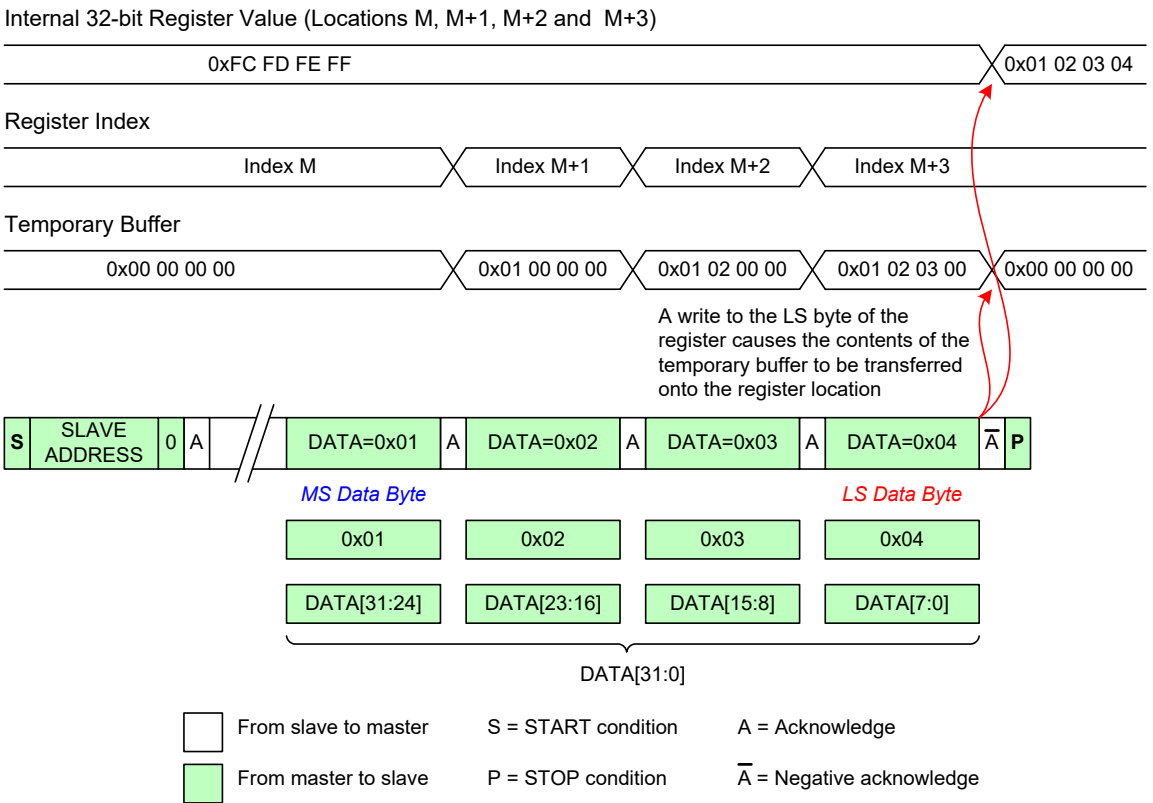 Internal 32-bit Register Value (Locations M, M+1, M+2 and M+3)
0xFC FD FE FF
0x01 02 03 04
Register Index
Index M
Index M+1
Index M+2
Index M+3
Temporary Buffer
0x00 00 00 00
0x01 00 00 00
0x01 02 00 00
0x01 02 03 00
0x00 00 00 00
A write to the LS byte of the
register causes the contents of the
temporary buffer to be transferred
onto the register location
S
SLAVE
ADDRESS
0
A
DATA=0x01
A
DATA=0x02
A
DATA=0x03
A
DATA=0x04
A̅
P
MS Data Byte
LS Data Byte
0x01
0x02
0x03
0x04
DATA[31:24]
DATA[23:16]
DATA[15:8]
DATA[7:0]
DATA[31:0]
From slave to master
S = START condition
A = Acknowledge
From master to slave
P = STOP condition
A̅ = Negative acknowledge